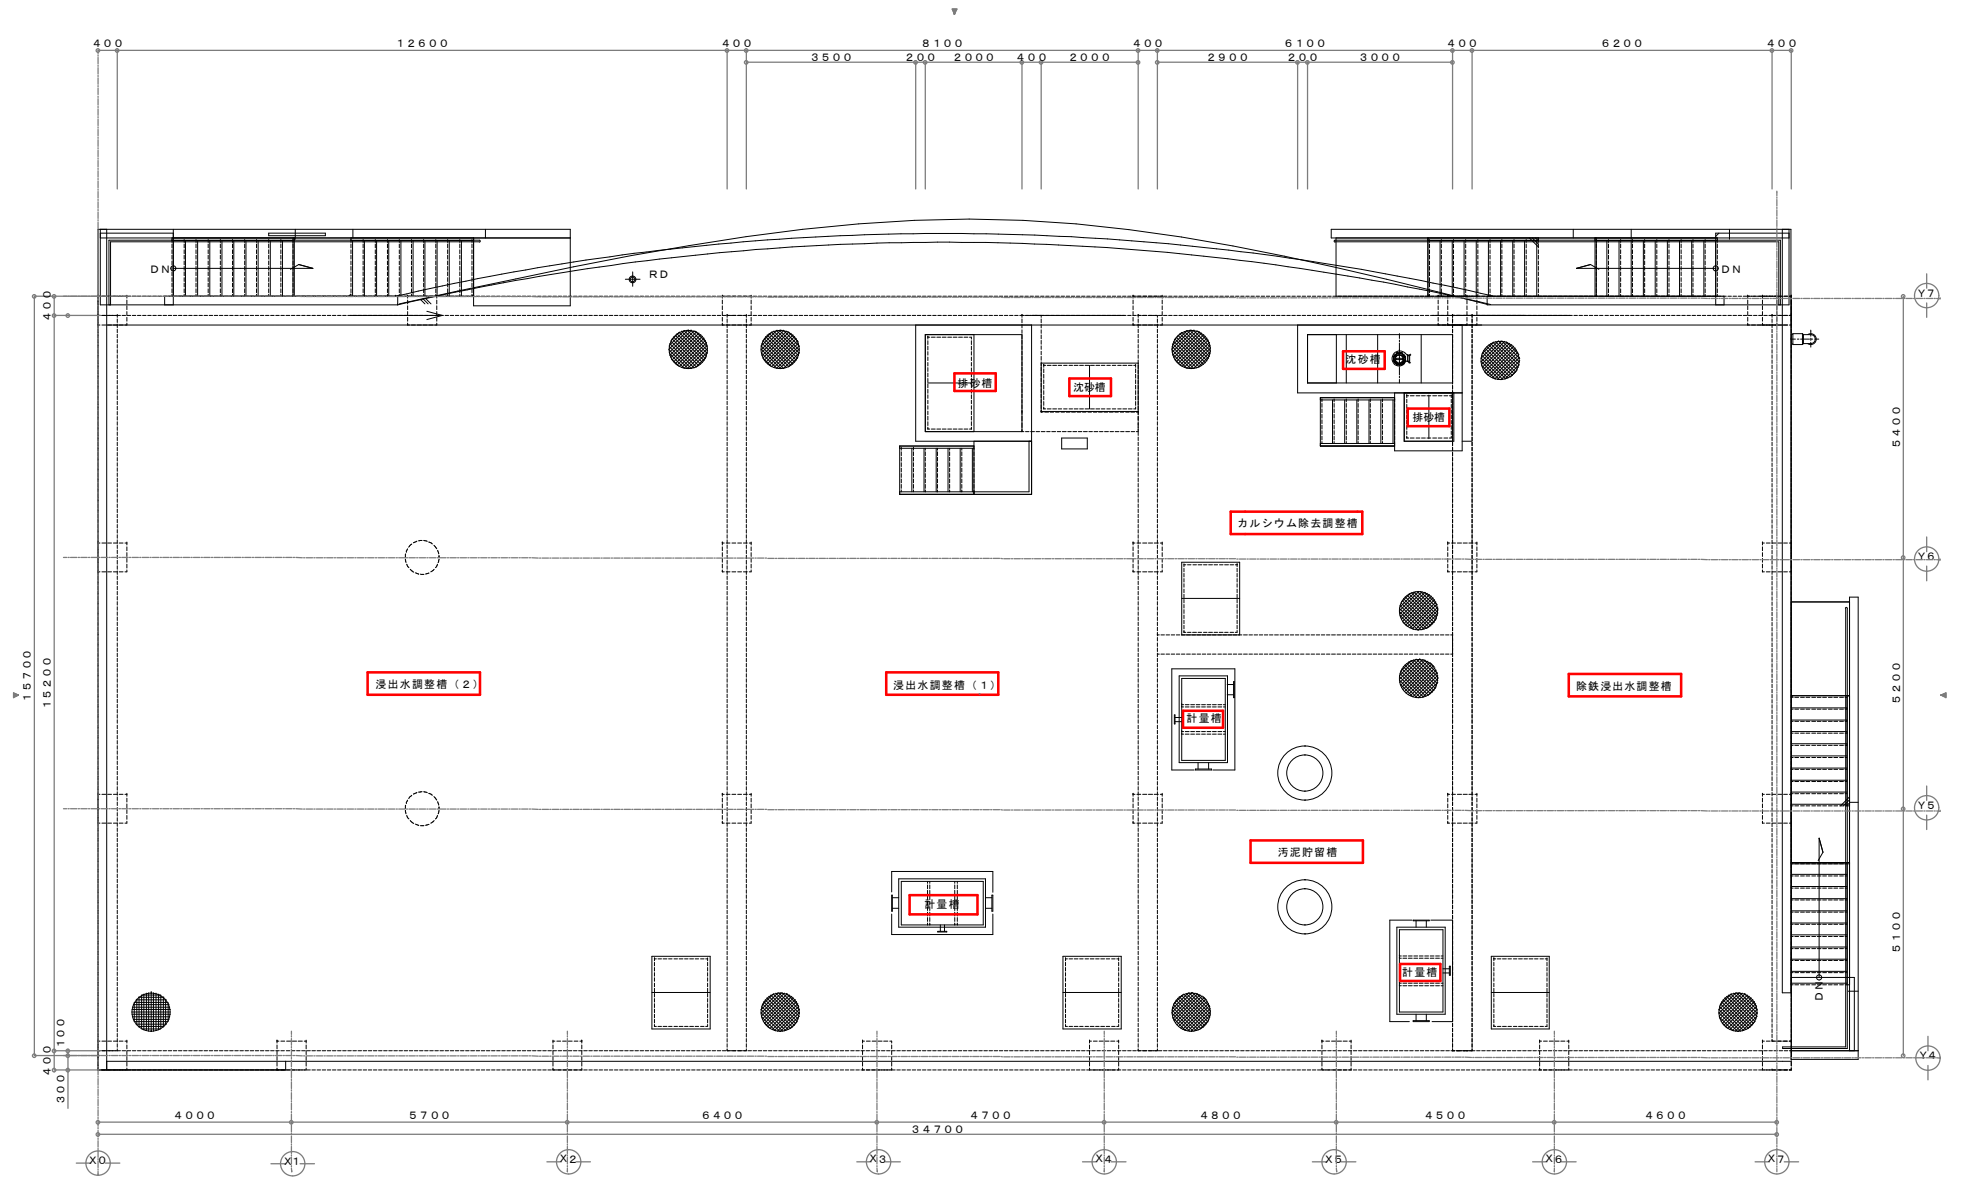 400 12600 400 8100 400 6100 400 6200 400
3500 200 2000 400 2000 2900 200 3000
DN
RD
DN
Y7
400
沈砂槽
排砂槽
沈砂槽
排砂槽
5400
カルシウム除去調整槽
Y6
15700
15200
浸出水調整槽（2）
浸出水調整槽（1）
除鉄浸出水調整槽
5200
計量槽
Y5
汚泥貯留槽
計量槽
5100
計量槽
DN
100
400
300
Y4
4000 5700 6400 4700 4800 4500 4600
34700
X0 X1 X2 X3 X4 X5 X6 X7